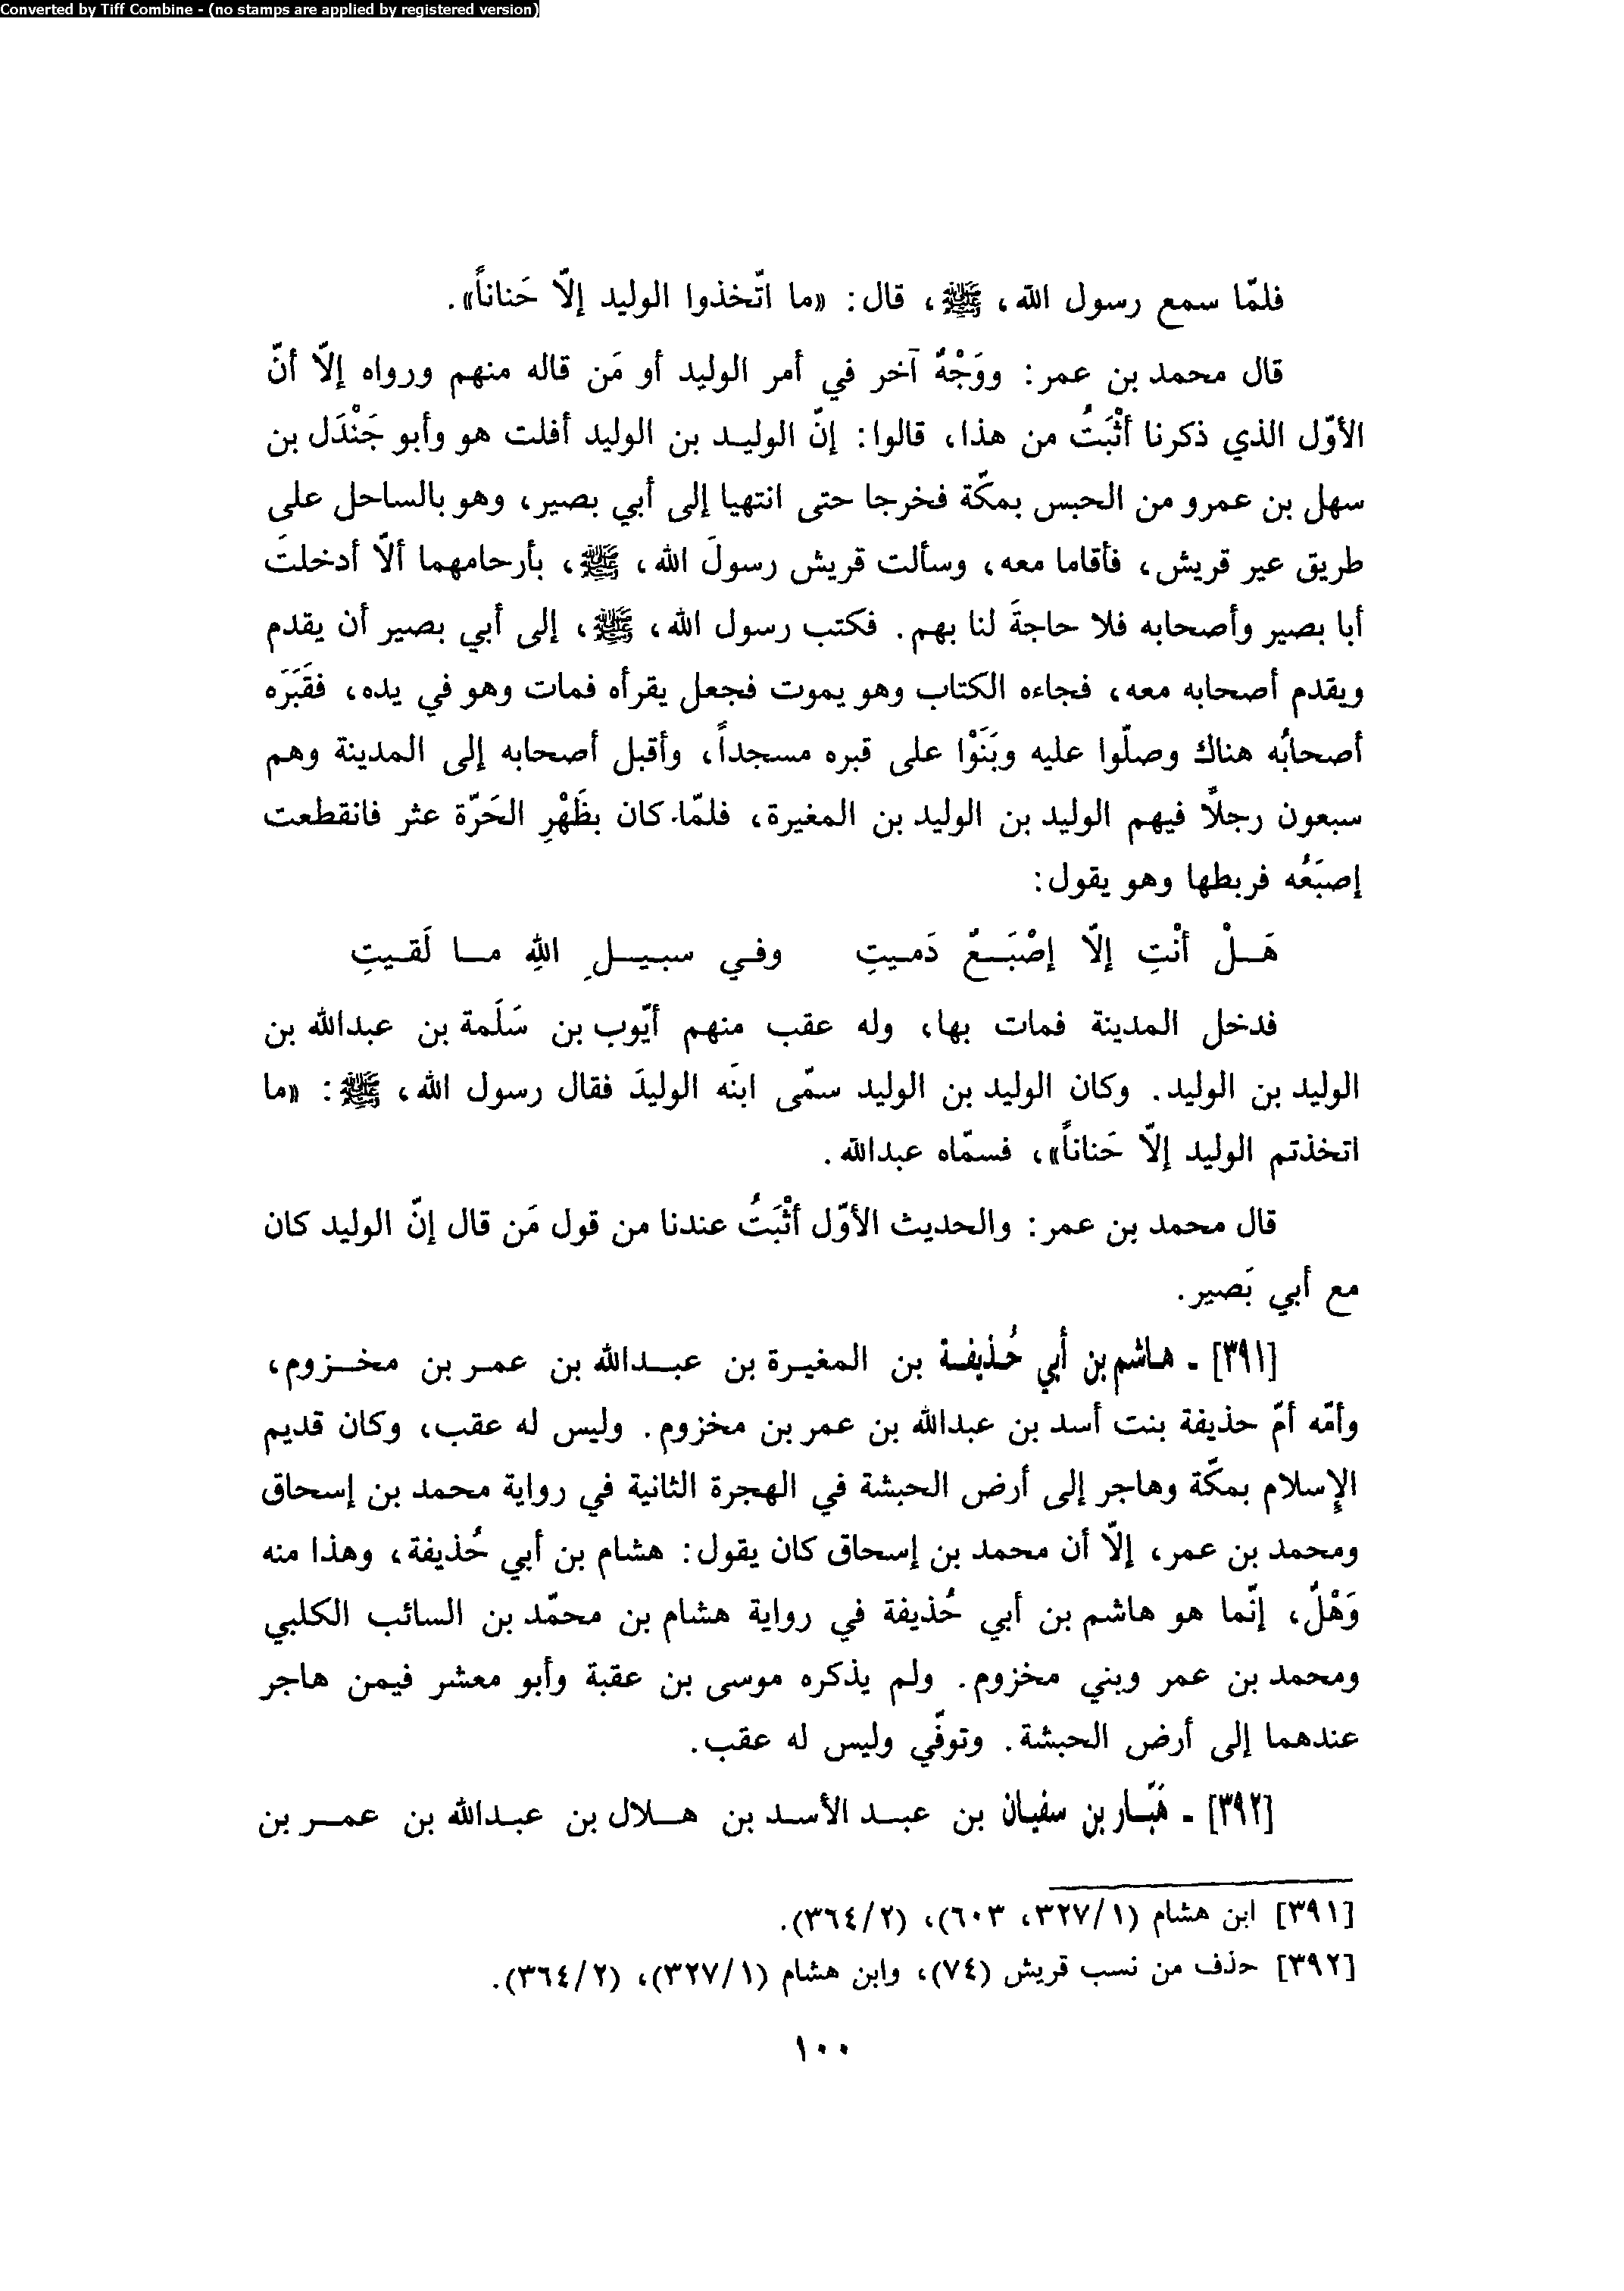 Converted by Tiff Combine - (no stamps are applied by registered version)
فلمّا سمع رسول الله، ﷺ، قال: «ما اتّخذوا الوليد إلاّ حَناناً».
قال محمد بن عمر: ووَجْهٌ آخر في أمر الوليد أو مَن قاله منهم ورواه إلاّ أنّ
الأوّل الذي ذكرنا أثْبَتُ من هذا، قالوا: إنّ الوليد بن الوليد أفلت هو وأبو جَنْدَل بن
سهل بن عمرو من الحبس بمكّة فخرجا حتى انتهيا إلى أبي بصير، وهو بالساحل على
طريق عير قريش، فأقاما معه، وسألت قريش رسولَ الله، ﷺ، بأرحامهما ألاّ أدخلتَ
أبا بصير وأصحابه فلا حاجةَ لنا بهم. فكتب رسول الله، ﷺ، إلى أبي بصير أن يقدم
ويقدم أصحابه معه، فجاءه الكتاب وهو يموت فجعل يقرأه فمات وهو في يده، فقَبَرَه
أصحابُه هناك وصلّوا عليه وبَنَوْا على قبره مسجداً، وأقبل أصحابه إلى المدينة وهم
سبعون رجلاً فيهم الوليد بن الوليد بن المغيرة، فلمّا كان بظَهْرِ الحَرّة عثر فانقطعت
إصبَعُه فربطها وهو يقول:
هَـلْ أنْتِ إلاّ إصْبَـعٌ دَميتِ وفـي سبيـلِ اللهِ مـا لَقـيتِ
فدخل المدينة فمات بها، وله عقب منهم أيّوب بن سَلَمة بن عبدالله بن
الوليد بن الوليد. وكان الوليد بن الوليد سمّى ابنَه الوليدَ فقال رسول الله، ﷺ: «ما
اتخذتم الوليد إلاّ حَناناً»، فسمّاه عبدالله.
قال محمد بن عمر: والحديث الأوّل أثْبَتُ عندنا من قول مَن قال إنّ الوليد كان
مع أبي بَصير.
[٣٩١] - هاشم بن أبي حُذيفة بن المغيرة بن عبدالله بن عمر بن مخزوم،
وأمّه أمّ حذيفة بنت أسد بن عبدالله بن عمر بن مخزوم. وليس له عقب، وكان قديم
الإسلام بمكّة وهاجر إلى أرض الحبشة في الهجرة الثانية في رواية محمد بن إسحاق
ومحمد بن عمر، إلاّ أن محمد بن إسحاق كان يقول: هشام بن أبي حُذيفة، وهذا منه
وَهْلٌ، إنّما هو هاشم بن أبي حُذيفة في رواية هشام بن محمّد بن السائب الكلبي
ومحمد بن عمر وبني مخزوم. ولم يذكره موسى بن عقبة وأبو معشر فيمن هاجر
عندهما إلى أرض الحبشة. وتوفّي وليس له عقب.
[٣٩٢] - هَبّار بن سفيان بن عبد الأسد بن هلال بن عبدالله بن عمر بن
[٣٩١] ابن هشام (٣٢٧/١، ٦٠٣)، (٣٦٤/٢).
[٣٩٢] حذف من نسب قريش (٧٤)، وابن هشام (٣٢٧/١)، (٣٦٤/٢).
١٠٠